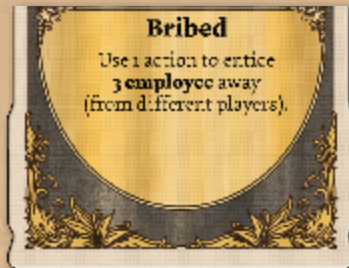 Bribed
Use 1 action to entice
3 employee away
(from different players).